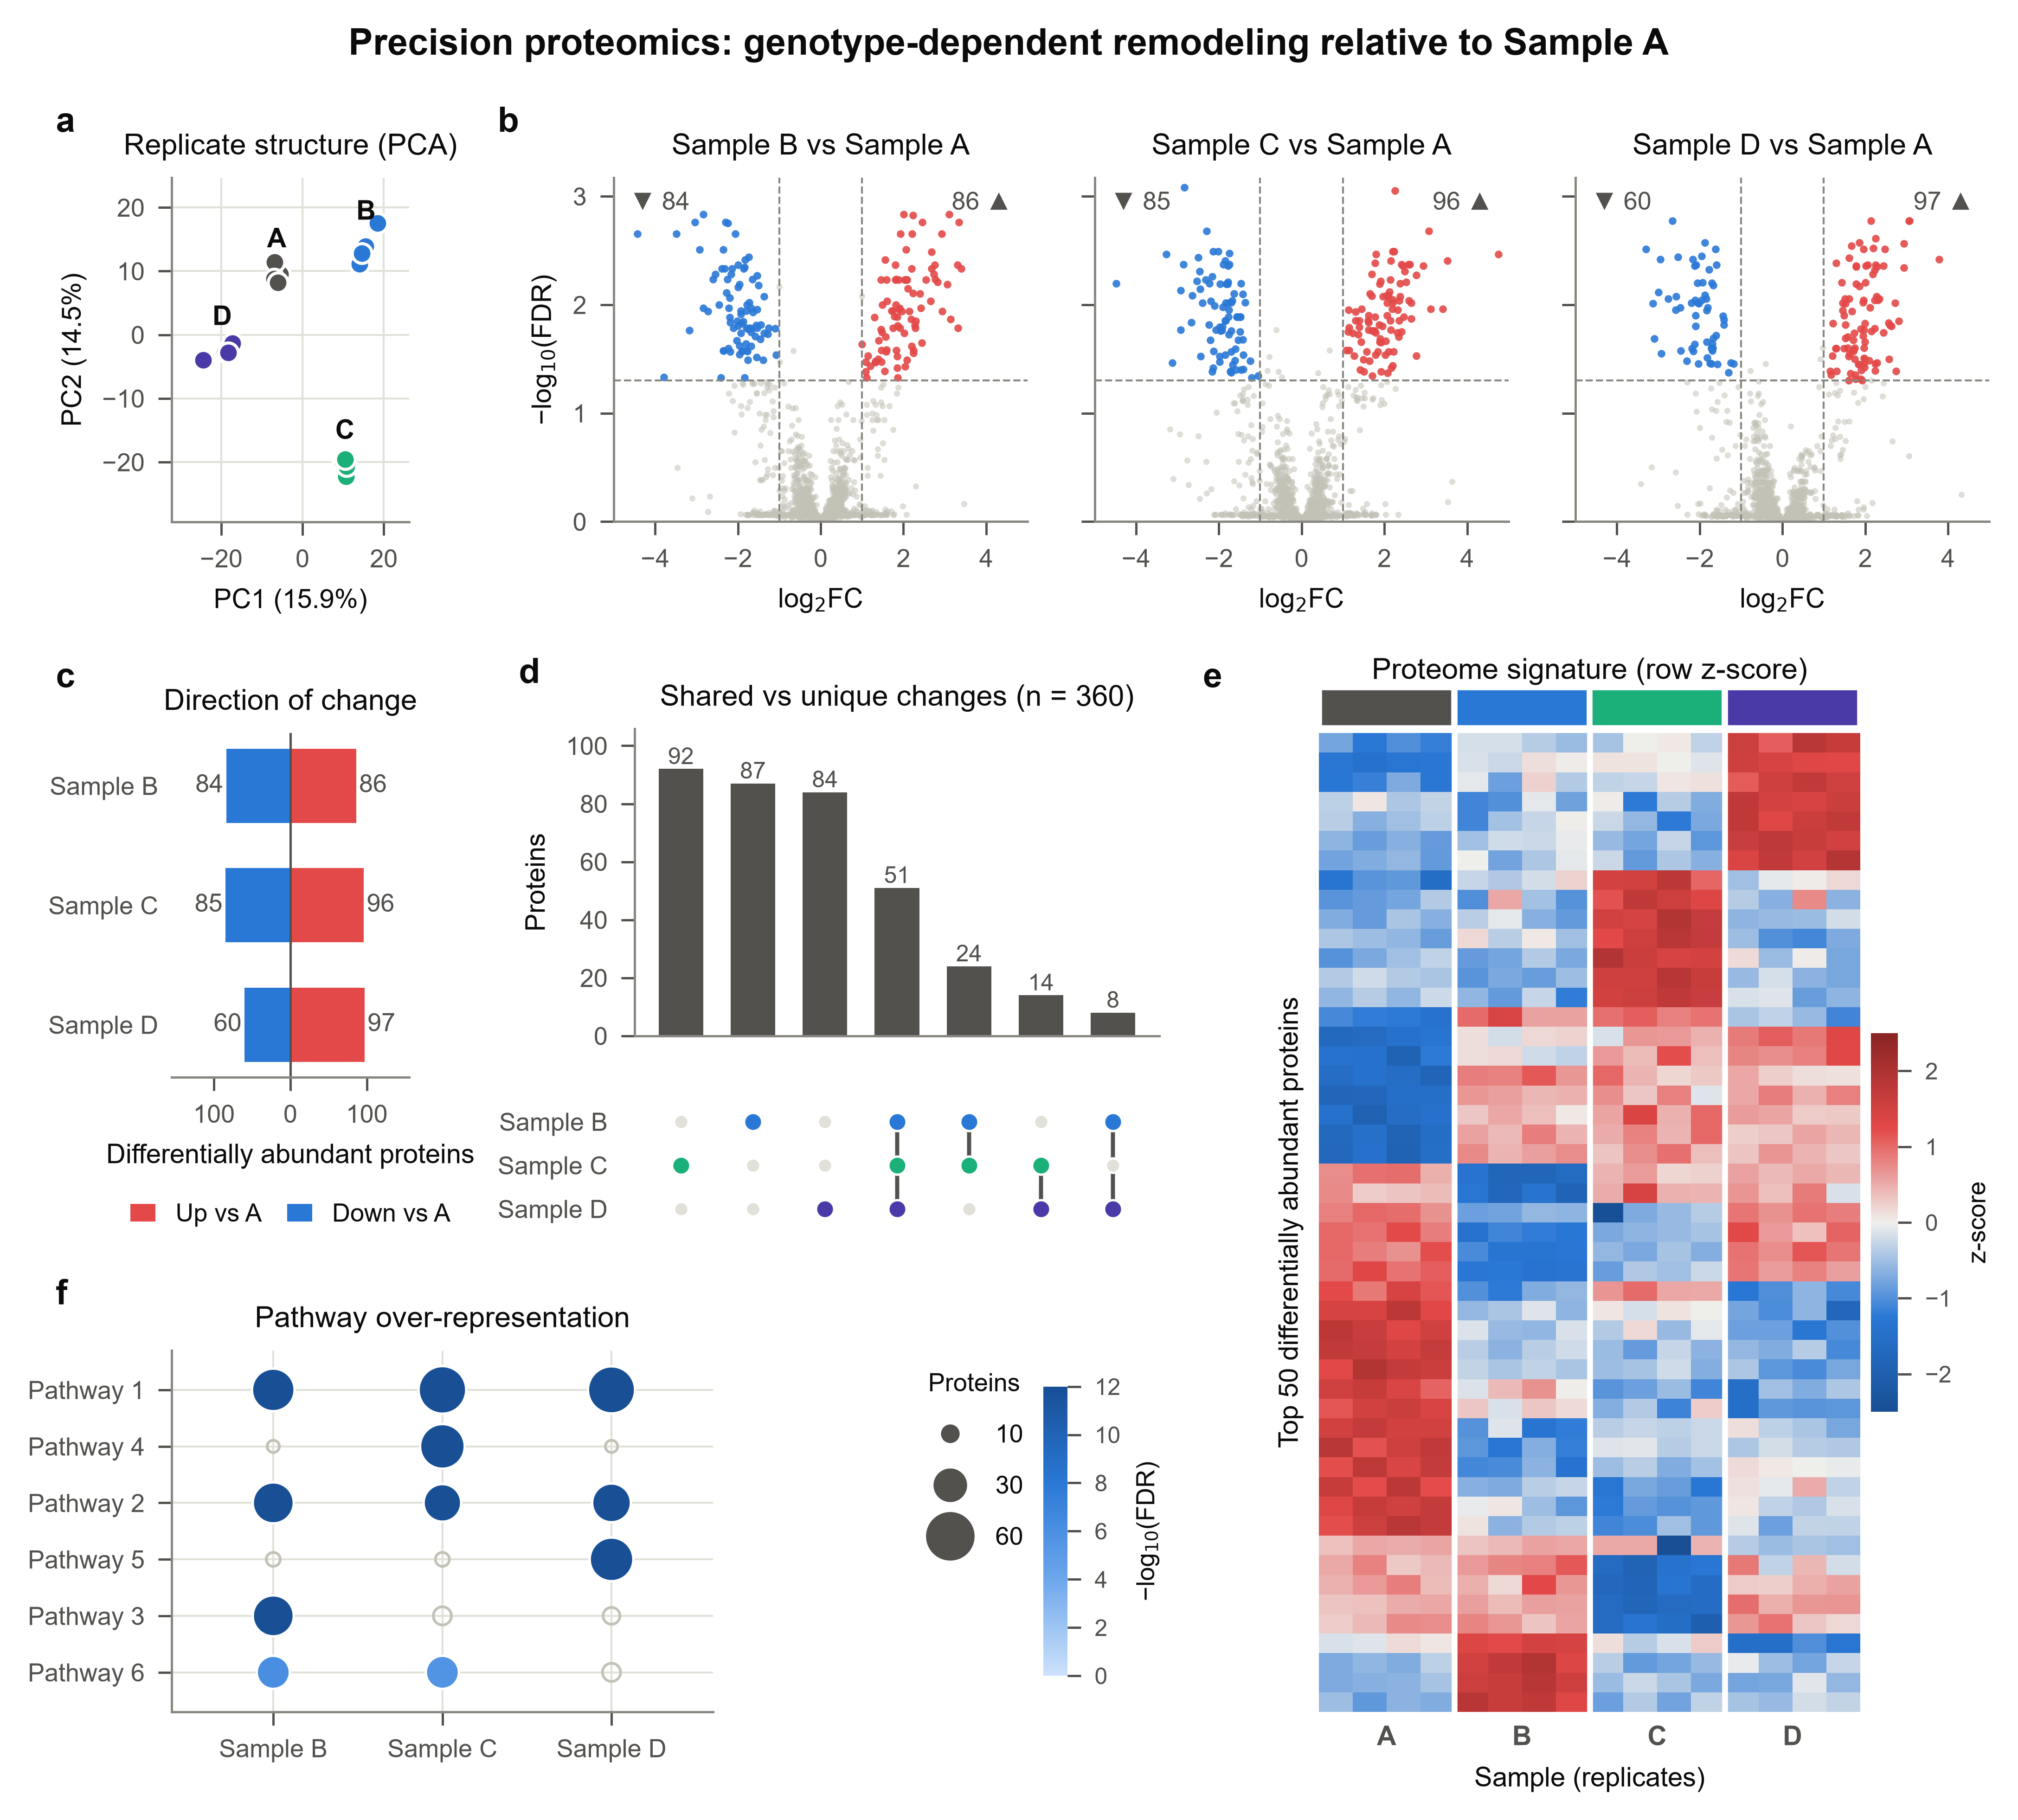 Precision proteomics: genotype-dependent remodeling relative to Sample A
a
Replicate structure (PCA)
20
10
0
−10
−20
PC2 (14.5%)
A
B
D
C
−20
0
20
PC1 (15.9%)
b
Sample B vs Sample A
▼ 84
86 ▲
3
2
1
0
−log₁₀(FDR)
−4
−2
0
2
4
log₂FC
Sample C vs Sample A
▼ 85
96 ▲
−4
−2
0
2
4
log₂FC
Sample D vs Sample A
▼ 60
97 ▲
−4
−2
0
2
4
log₂FC
c
Direction of change
Sample B
84
86
Sample C
85
96
Sample D
60
97
100
0
100
Differentially abundant proteins
Up vs A
Down vs A
d
Shared vs unique changes (n = 360)
100
80
60
40
20
0
Proteins
92
87
84
51
24
14
8
Sample B
Sample C
Sample D
e
Proteome signature (row z-score)
Top 50 differentially abundant proteins
A
B
C
D
Sample (replicates)
2
1
0
−1
−2
z-score
f
Pathway over-representation
Pathway 1
Pathway 4
Pathway 2
Pathway 5
Pathway 3
Pathway 6
Sample B
Sample C
Sample D
Proteins
10
30
60
12
10
8
6
4
2
0
−log₁₀(FDR)